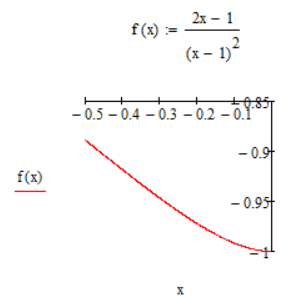 f(x) := (2x − 1)/(x − 1)²
−0.85
−0.5 −0.4 −0.3 −0.2 −0.1
−0.9
f(x)
−0.95
−1
x